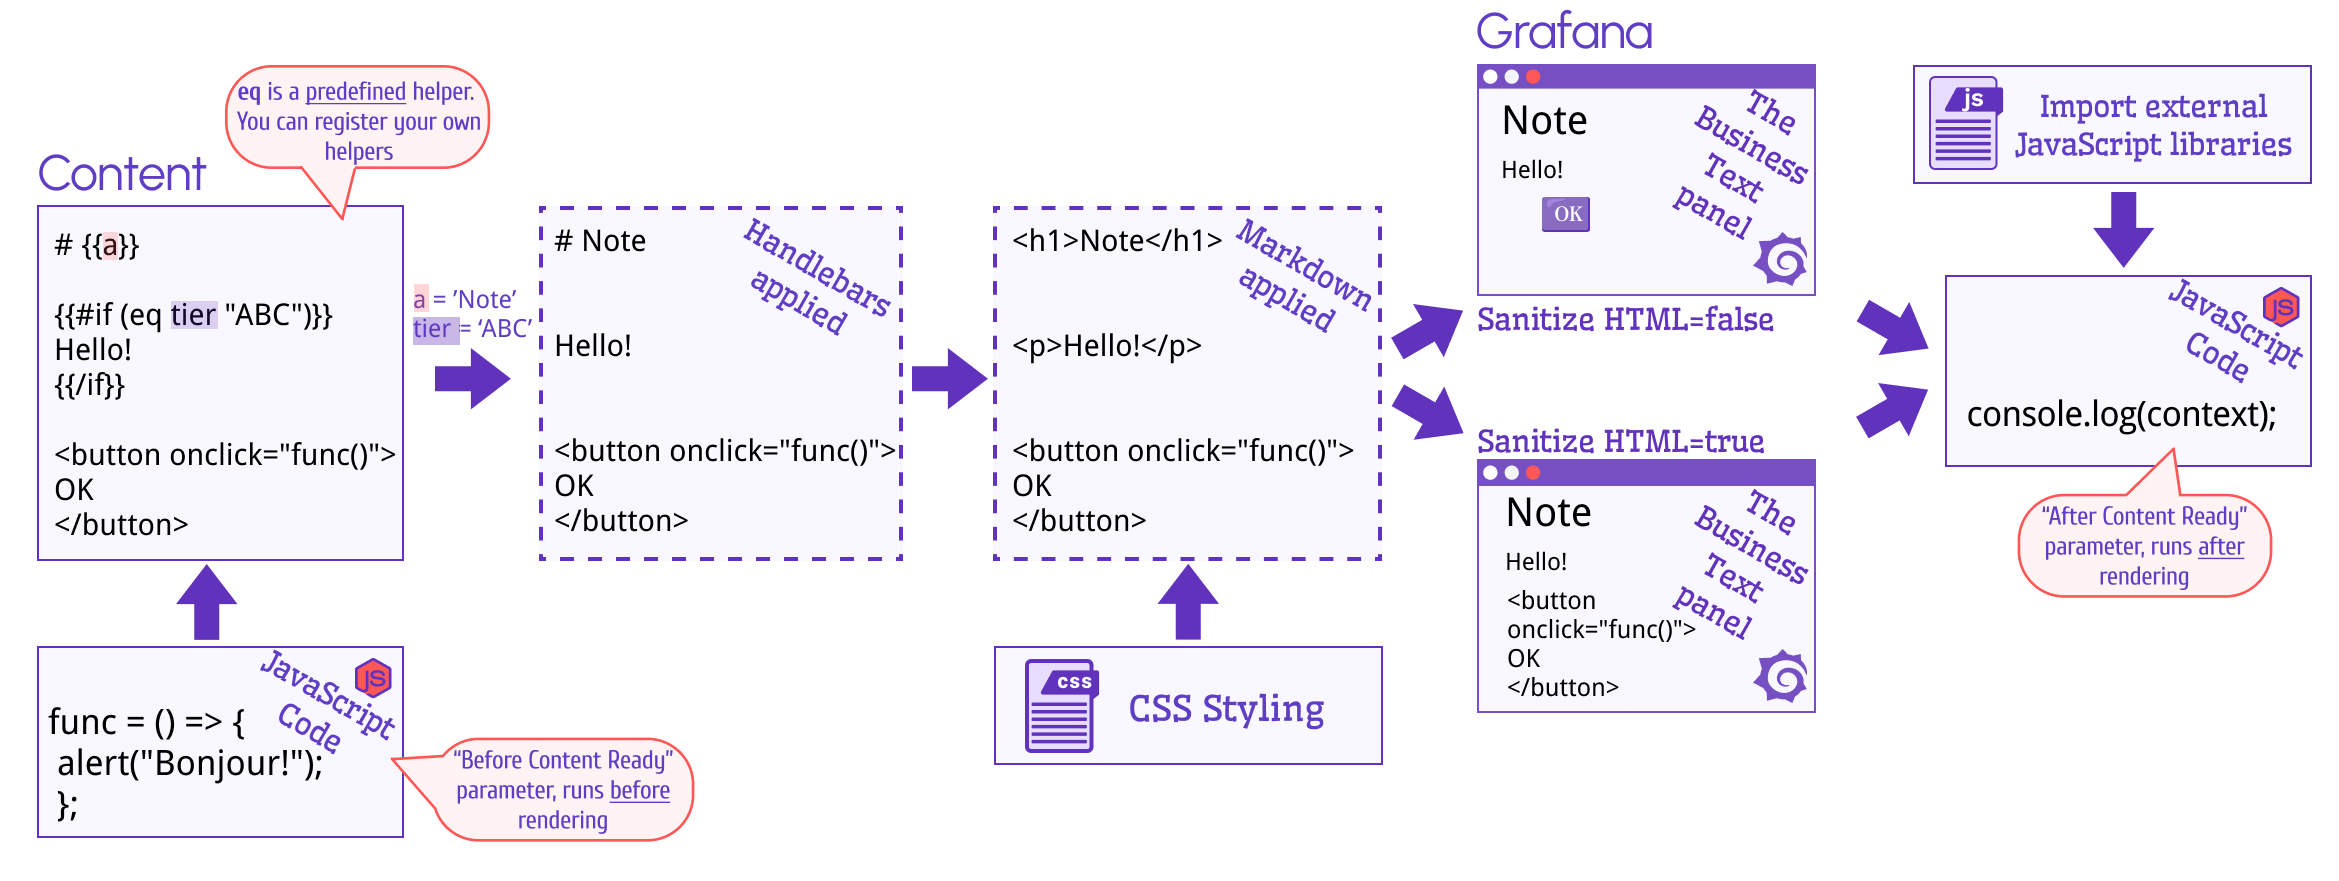 eq is a predefined helper.
You can register your own
helpers
Content
# {{a}}
{{#if (eq tier "ABC")}}
Hello!
{{/if}}
<button onclick="func()">
OK
</button>
JavaScript
Code
JS
func = () => {
alert("Bonjour!");
};
“Before Content Ready”
parameter, runs before
rendering
a = ’Note’
tier = ‘ABC’
Handlebars
applied
# Note
Hello!
<button onclick="func()">
OK
</button>
Markdown
applied
<h1>Note</h1>
<p>Hello!</p>
<button onclick="func()">
OK
</button>
css
CSS Styling
Grafana
The
Business
Text
panel
Note
Hello!
OK
Sanitize HTML=false
Sanitize HTML=true
The
Business
Text
panel
Note
Hello!
<button
onclick="func()">
OK
</button>
js
Import external
JavaScript libraries
JavaScript
Code
JS
console.log(context);
“After Content Ready”
parameter, runs after
rendering